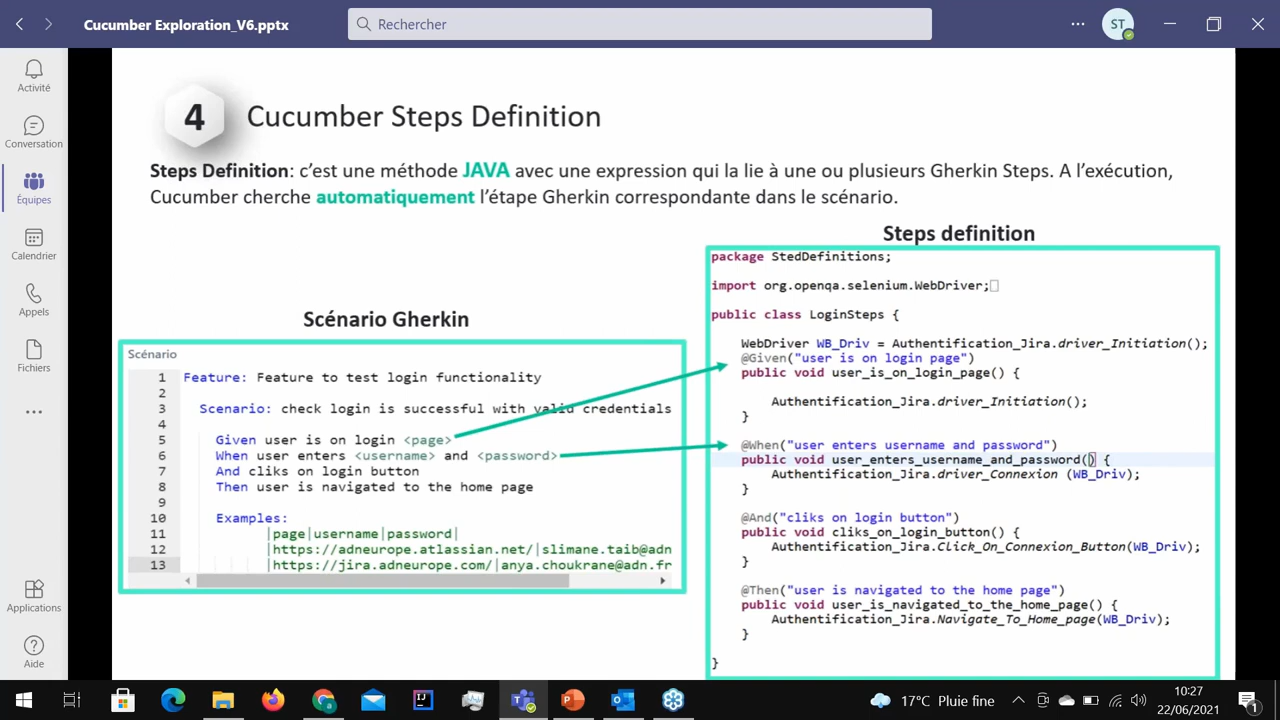 Cucumber Exploration_V6.pptx
Rechercher
ST
Activité
Conversation
Équipes
Calendrier
Appels
Fichiers
Applications
Aide
4 Cucumber Steps Definition
Steps Definition: c’est une méthode JAVA avec une expression qui la lie à une ou plusieurs Gherkin Steps. A l’exécution,
Cucumber cherche automatiquement l’étape Gherkin correspondante dans le scénario.
Scénario Gherkin
Scénario
1 Feature: Feature to test login functionality
2
3 Scenario: check login is successful with valid credentials
4
5 Given user is on login <page>
6 When user enters <username> and <password>
7 And cliks on login button
8 Then user is navigated to the home page
9
10 Examples:
11 |page|username|password|
12 |https://adneurope.atlassian.net/|slimane.taib@adn
13 |https://jira.adneurope.com/|anya.choukrane@adn.fr
Steps definition
package StedDefinitions;
import org.openqa.selenium.WebDriver;
public class LoginSteps {
WebDriver WB_Driv = Authentification_Jira.driver_Initiation();
@Given("user is on login page")
public void user_is_on_login_page() {
Authentification_Jira.driver_Initiation();
}
@When("user enters username and password")
public void user_enters_username_and_password() {
Authentification_Jira.driver_Connexion (WB_Driv);
}
@And("cliks on login button")
public void cliks_on_login_button() {
Authentification_Jira.Click_On_Connexion_Button(WB_Driv);
}
@Then("user is navigated to the home page")
public void user_is_navigated_to_the_home_page() {
Authentification_Jira.Navigate_To_Home_page(WB_Driv);
}
}
17°C Pluie fine
10:27
22/06/2021
1